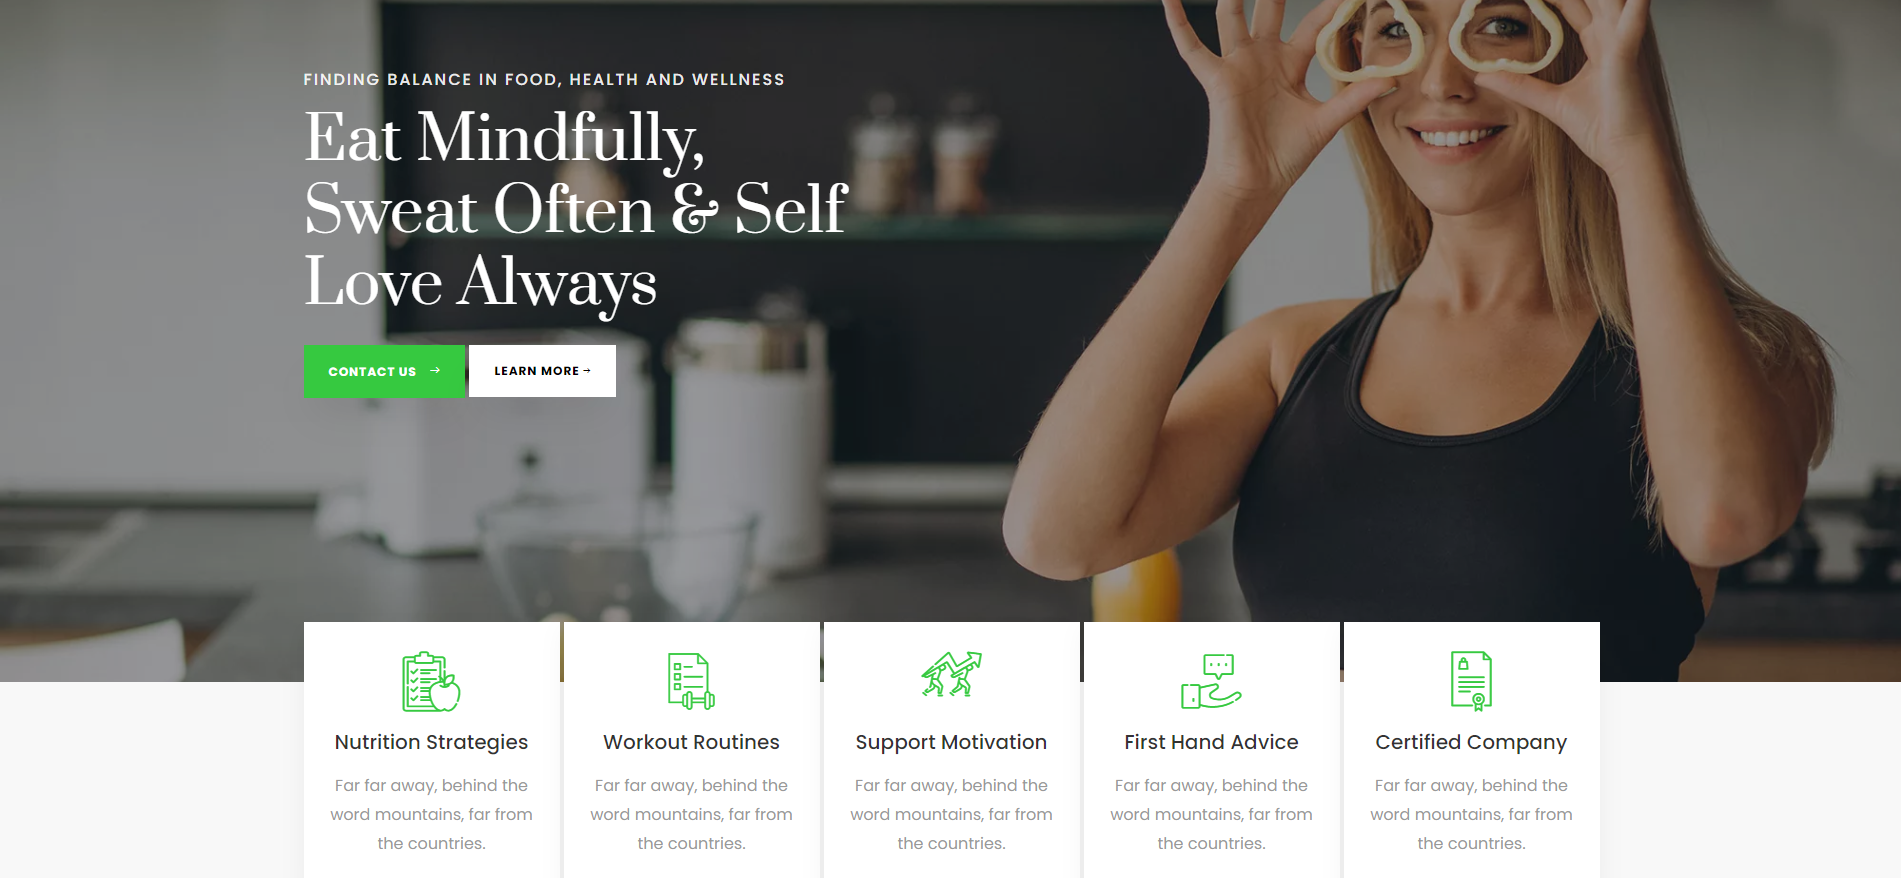 FINDING BALANCE IN FOOD, HEALTH AND WELLNESS
Eat Mindfully,
Sweat Often & Self
Love Always
CONTACT US →
LEARN MORE →
Nutrition Strategies
Far far away, behind the
word mountains, far from
the countries.
Workout Routines
Far far away, behind the
word mountains, far from
the countries.
Support Motivation
Far far away, behind the
word mountains, far from
the countries.
First Hand Advice
Far far away, behind the
word mountains, far from
the countries.
Certified Company
Far far away, behind the
word mountains, far from
the countries.